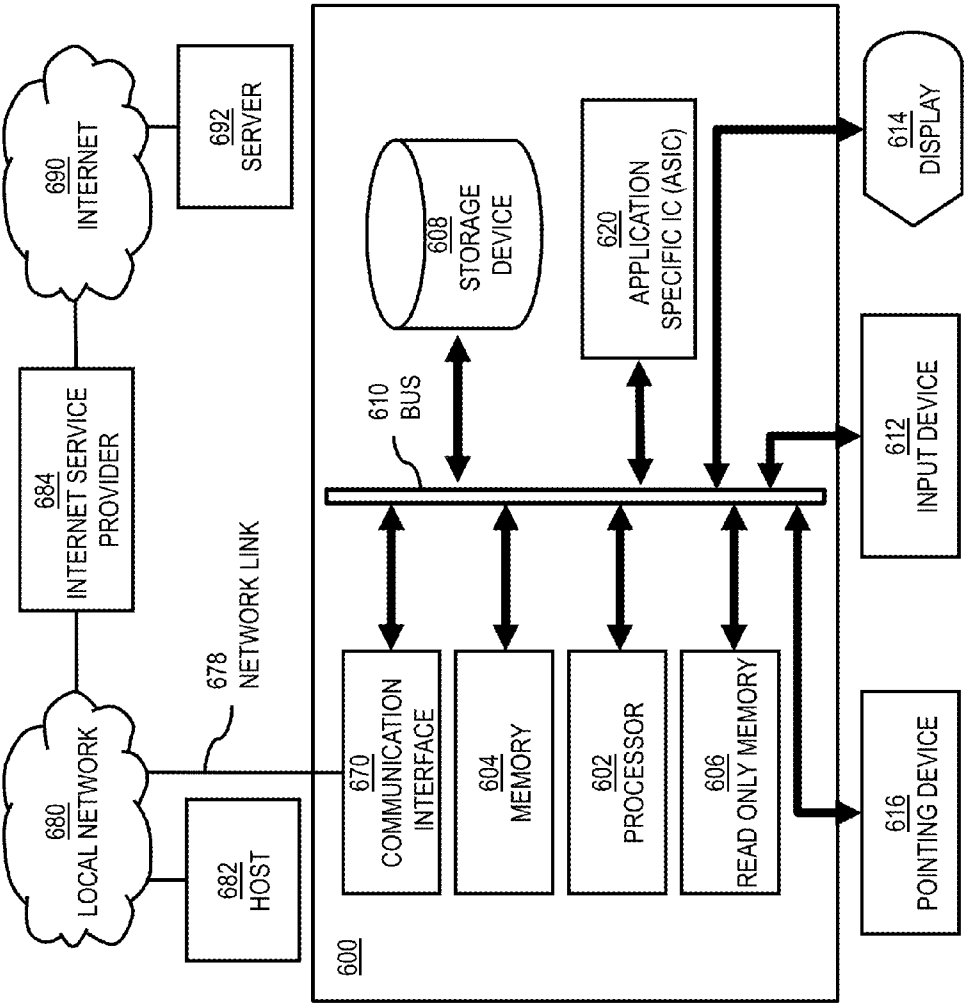 680
LOCAL NETWORK
684
INTERNET SERVICE
PROVIDER
690
INTERNET
682
HOST
678
NETWORK LINK
692
SERVER
600
670
COMMUNICATION
INTERFACE
610
BUS
608
STORAGE
DEVICE
604
MEMORY
602
PROCESSOR
620
APPLICATION
SPECIFIC IC (ASIC)
606
READ ONLY MEMORY
616
POINTING DEVICE
612
INPUT DEVICE
614
DISPLAY